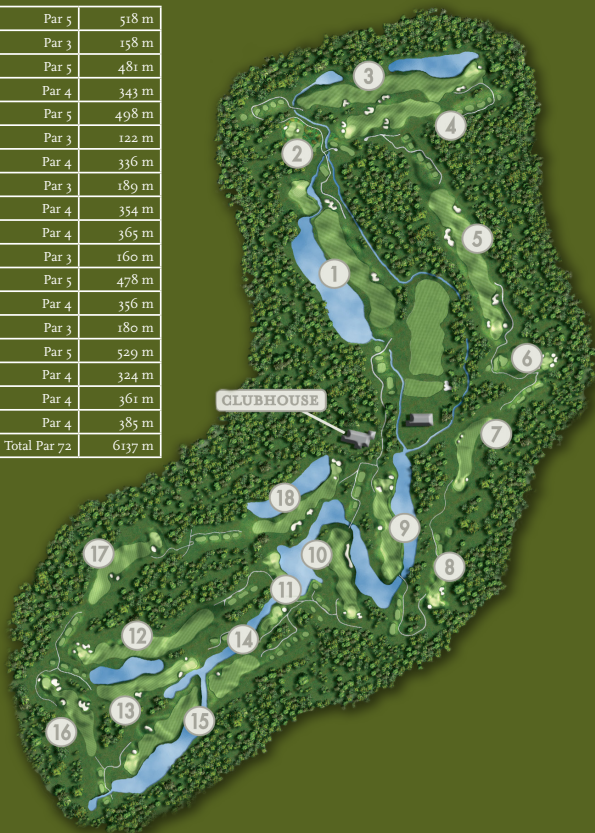 Par 5 518 m
Par 3 158 m
Par 5 481 m
Par 4 343 m
Par 5 498 m
Par 3 122 m
Par 4 336 m
Par 3 189 m
Par 4 354 m
Par 4 365 m
Par 3 160 m
Par 5 478 m
Par 4 356 m
Par 3 180 m
Par 5 529 m
Par 4 324 m
Par 4 361 m
Par 4 385 m
Total Par 72 6137 m
3
4
2
5
1
6
CLUBHOUSE
7
18
9
10
17
8
11
12
14
13
15
16